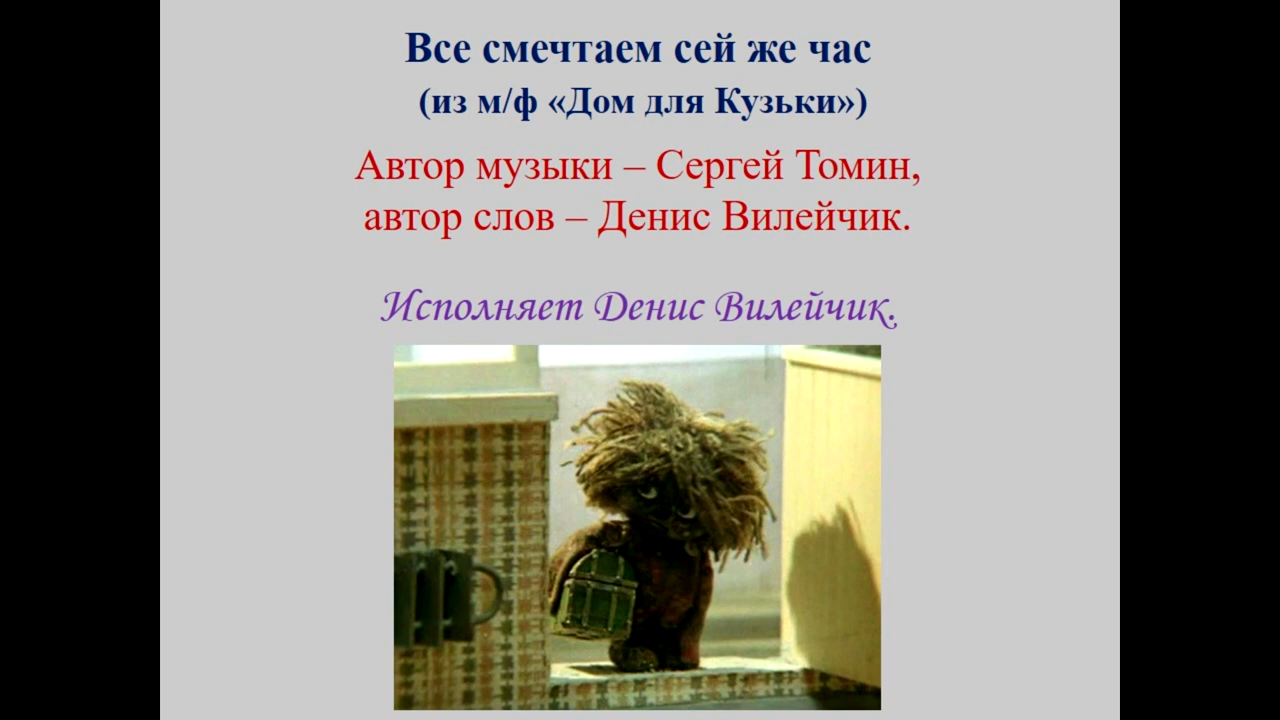 Все смечтаем сей же час
(из м/ф «Дом для Кузьки»)
Автор музыки – Сергей Томин,
автор слов – Денис Вилейчик.
Исполняет Денис Вилейчик.